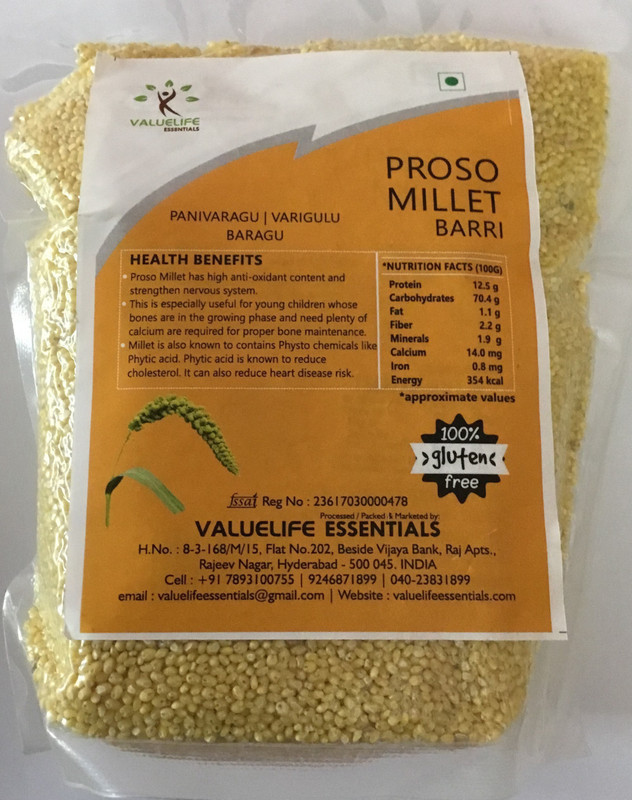 VALUELIFE
ESSENTIALS
PROSO
MILLET
BARRI
PANIVARAGU | VARIGULU
BARAGU
HEALTH BENEFITS
• Proso Millet has high anti-oxidant content and
strengthen nervous system.
• This is especially useful for young children whose
bones are in the growing phase and need plenty of
calcium are required for proper bone maintenance.
• Millet is also known to contains Physto chemicals like
Phytic acid. Phytic acid is known to reduce
cholesterol. It can also reduce heart disease risk.
*NUTRITION FACTS (100G)
Protein 12.5 g
Carbohydrates 70.4 g
Fat 1.1 g
Fiber 2.2 g
Minerals 1.9 g
Calcium 14.0 mg
Iron 0.8 mg
Energy 354 kcal
*approximate values
100%
gluten
free
fssai Reg No : 23617030000478
Processed / Packed & Marketed by:
VALUELIFE ESSENTIALS
H.No. : 8-3-168/M/15, Flat No.202, Beside Vijaya Bank, Raj Apts.,
Rajeev Nagar, Hyderabad - 500 045. INDIA
Cell : +91 7893100755 | 9246871899 | 040-23831899
email : valuelifeessentials@gmail.com | Website : valuelifeessentials.com